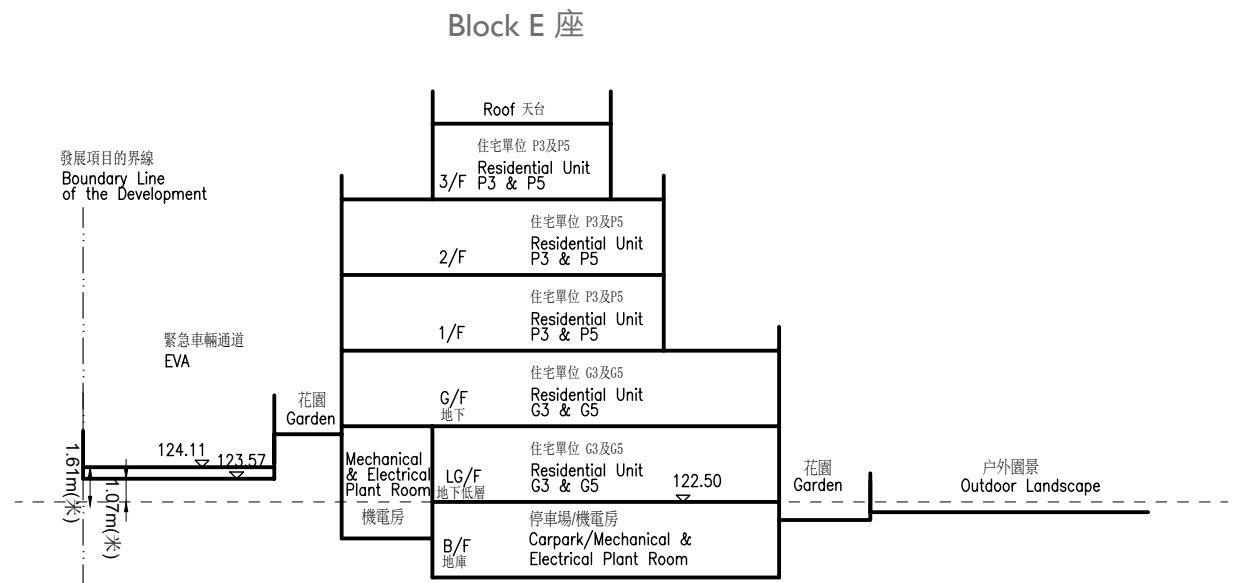 Block E 座
Roof 天台
住宅單位 P3及P5
Residential Unit
3/F P3 & P5
發展項目的界線
Boundary Line
of the Development
住宅單位 P3及P5
Residential Unit
2/F P3 & P5
住宅單位 P3及P5
Residential Unit
1/F P3 & P5
緊急車輛通道
EVA
住宅單位 G3及G5
Residential Unit
G/F G3 & G5
地下
花園
Garden
124.11
123.57
1.61m(米)
1.07m(米)
Mechanical
& Electrical
Plant Room
機電房
住宅單位 G3及G5
Residential Unit
LG/F G3 & G5
地下低層
122.50
花園
Garden
户外園景
Outdoor Landscape
停車場/機電房
Carpark/Mechanical &
B/F Electrical Plant Room
地庫